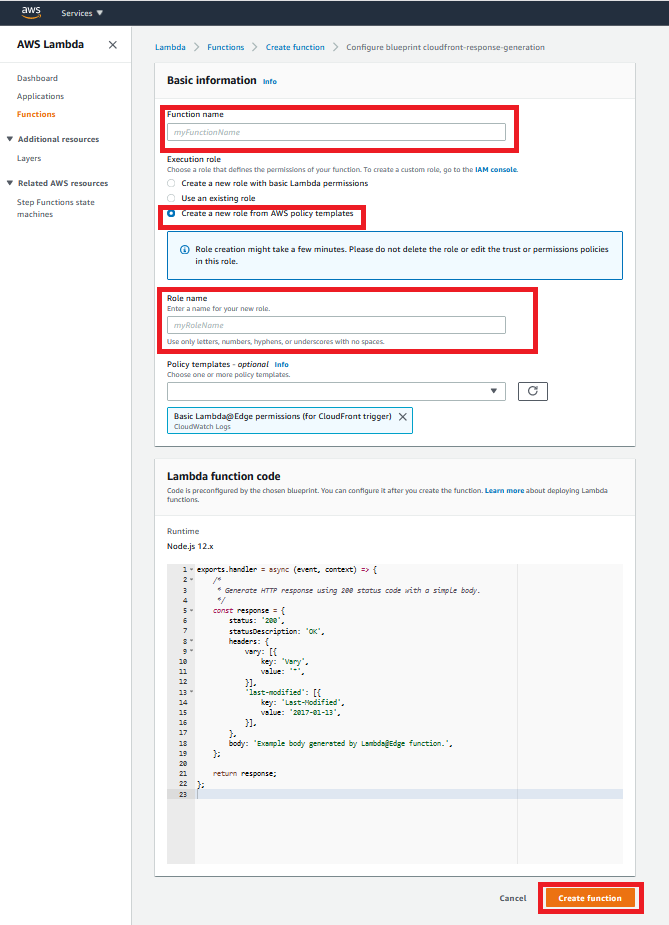 aws Services ▼
AWS Lambda ×
Dashboard
Applications
Functions
▼ Additional resources
Layers
▼ Related AWS resources
Step Functions state
machines
Lambda > Functions > Create function > Configure blueprint cloudfront-response-generation
Basic information Info
Function name
myFunctionName
Execution role
Choose a role that defines the permissions of your function. To create a custom role, go to the IAM console.
Create a new role with basic Lambda permissions
Use an existing role
Create a new role from AWS policy templates
Role creation might take a few minutes. Please do not delete the role or edit the trust or permissions policies
in this role.
Role name
Enter a name for your new role.
myRoleName
Use only letters, numbers, hyphens, or underscores with no spaces.
Policy templates - optional Info
Choose one or more policy templates.
Basic Lambda@Edge permissions (for CloudFront trigger) ×
CloudWatch Logs
Lambda function code
Code is preconfigured by the chosen blueprint. You can configure it after you create the function. Learn more about deploying Lambda
functions.
Runtime
Node.js 12.x
1 exports.handler = async (event, context) => {
2 /*
3 * Generate HTTP response using 200 status code with a simple body.
4 */
5 const response = {
6 status: '200',
7 statusDescription: 'OK',
8 headers: {
9 vary: [{
10 key: 'Vary',
11 value: '*',
12 }],
13 'last-modified': [{
14 key: 'Last-Modified',
15 value: '2017-01-13',
16 }],
17 },
18 body: 'Example body generated by Lambda@Edge function.',
19 };
20
21 return response;
22 };
23
Cancel Create function